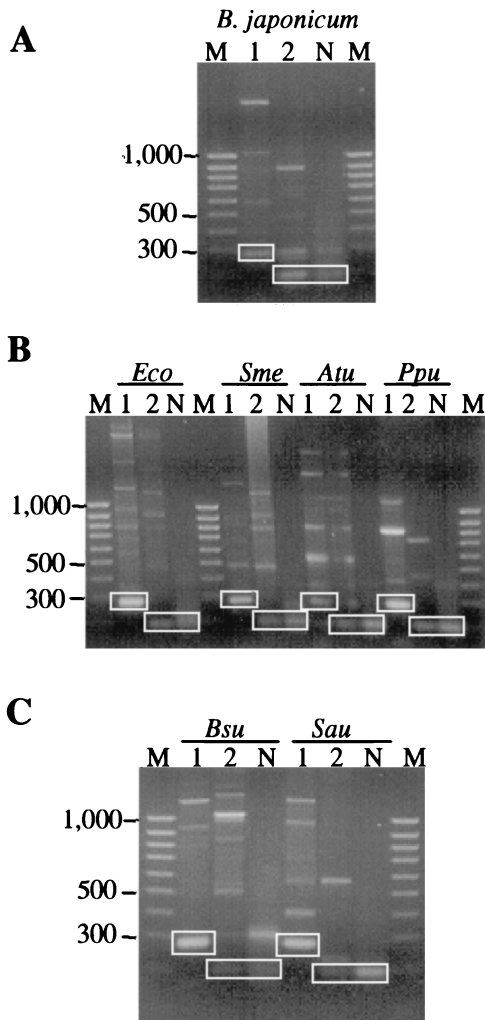 A
B. japonicum
M 1 2 N M
1,000
500
300
B
Eco Sme Atu Ppu
M 1 2 N M 1 2 N 1 2 N 1 2 N M
1,000
500
300
C
Bsu Sau
M 1 2 N 1 2 N M
1,000
500
300